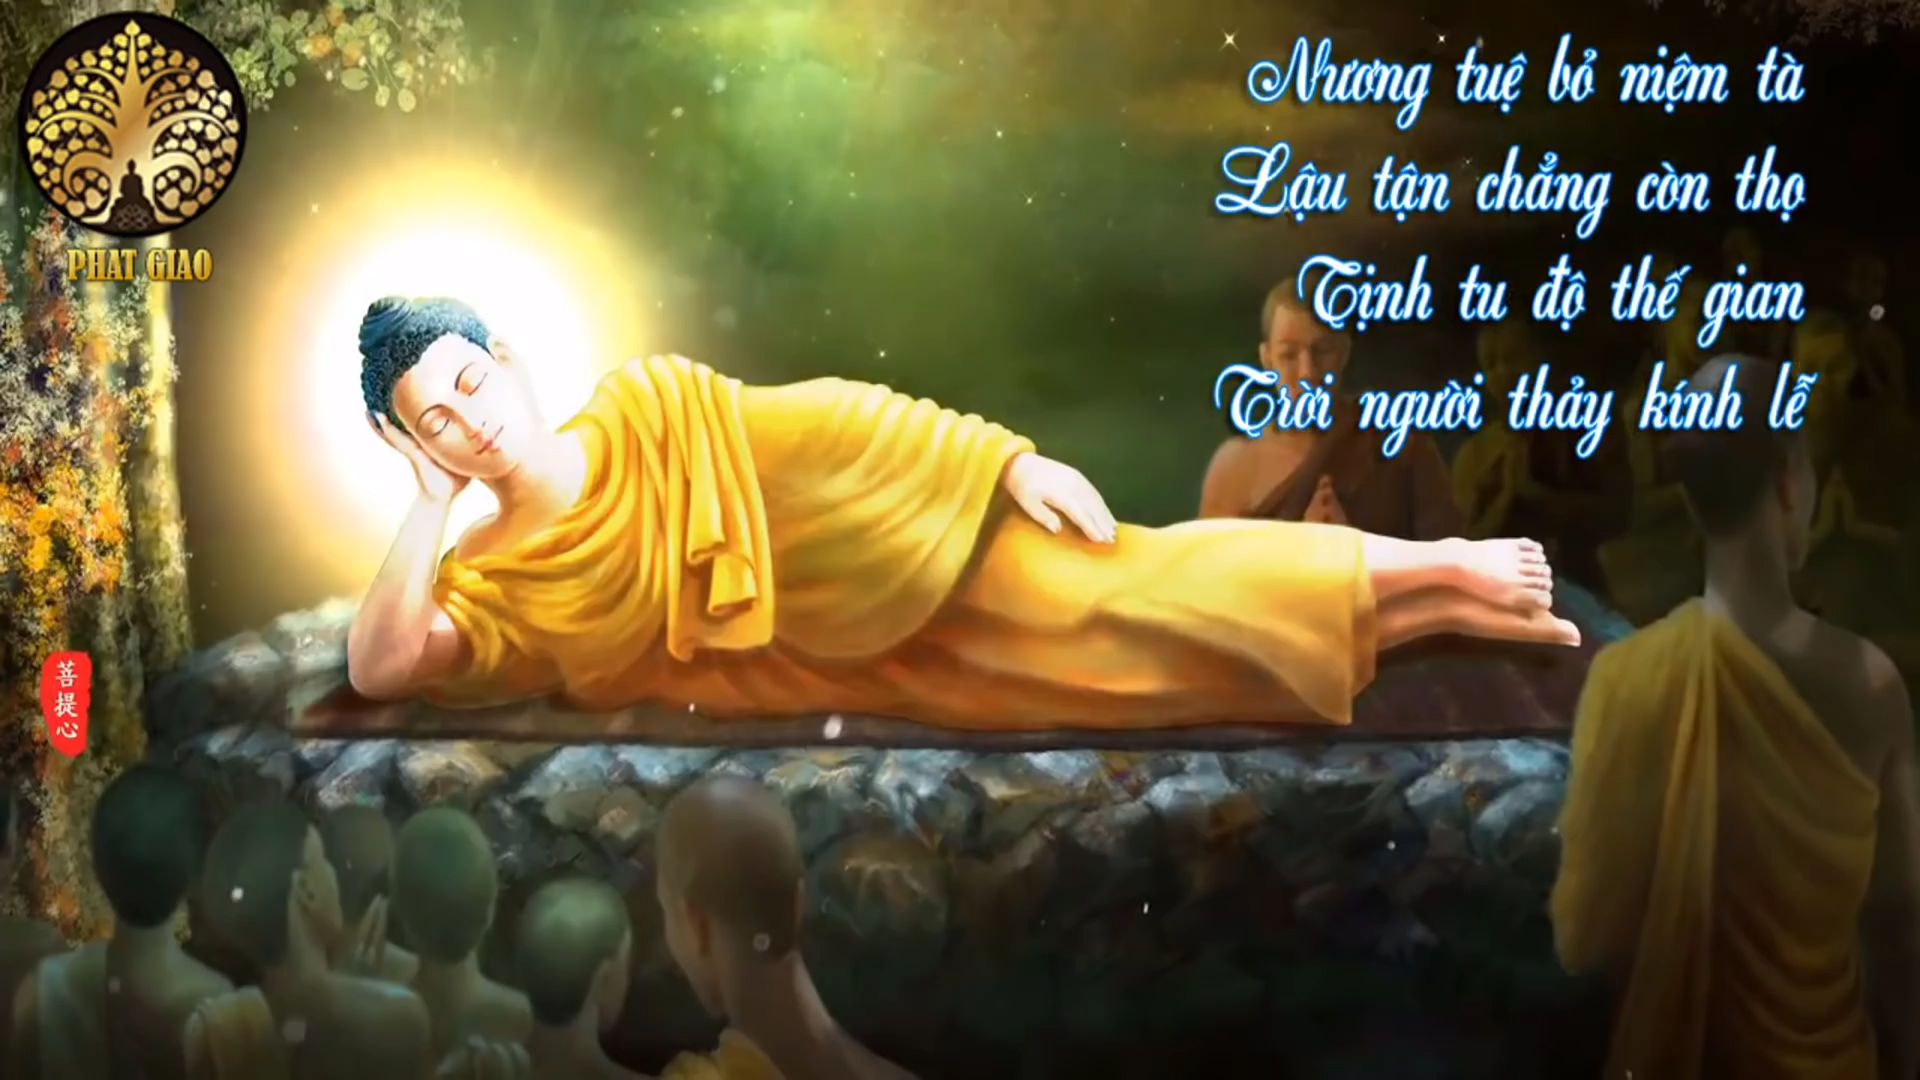 PHAT GIAO
Nương tuệ bỏ niệm tà
Lậu tận chẳng còn thọ
Tịnh tu độ thế gian
Trời người thảy kính lễ
菩
提
心